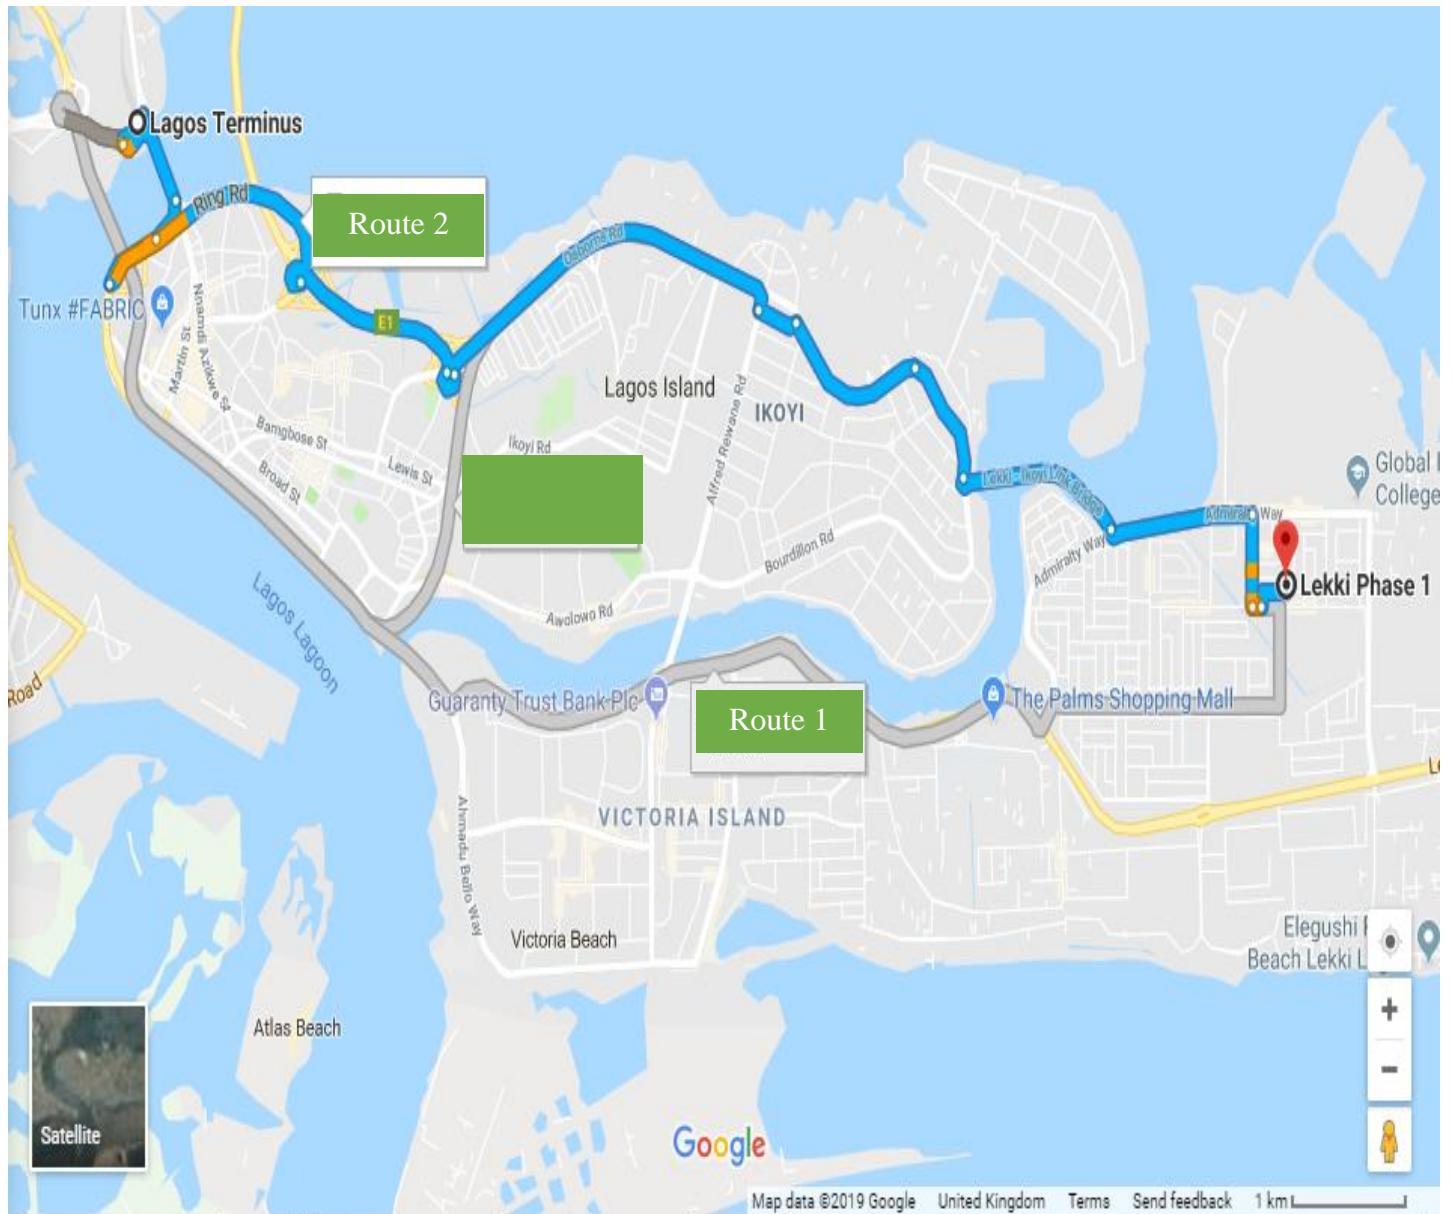 Lagos Terminus
Ring Rd
Route 2
Tunx #FABRIC
Nnamdi Azikwe St
Martin St
E1
Osborne Rd
Lagos Island
IKOYI
Alfred Rewane Rd
Bamgbose St
Ikoyi Rd
Lewis St
Broad St
Global I
College
Lekki - Ikoyi Link Bridge
Admiralty Way
Admiralty Way
Bourdillon Rd
Lekki Phase 1
Awolowo Rd
Lagos Lagoon
Road
Guaranty Trust Bank Plc
The Palms Shopping Mall
Route 1
Le
VICTORIA ISLAND
Ahmadu Bello Way
Victoria Beach
Elegushi
Beach Lekki L
Atlas Beach
Satellite
Google
Map data ©2019 Google United Kingdom Terms Send feedback 1 km